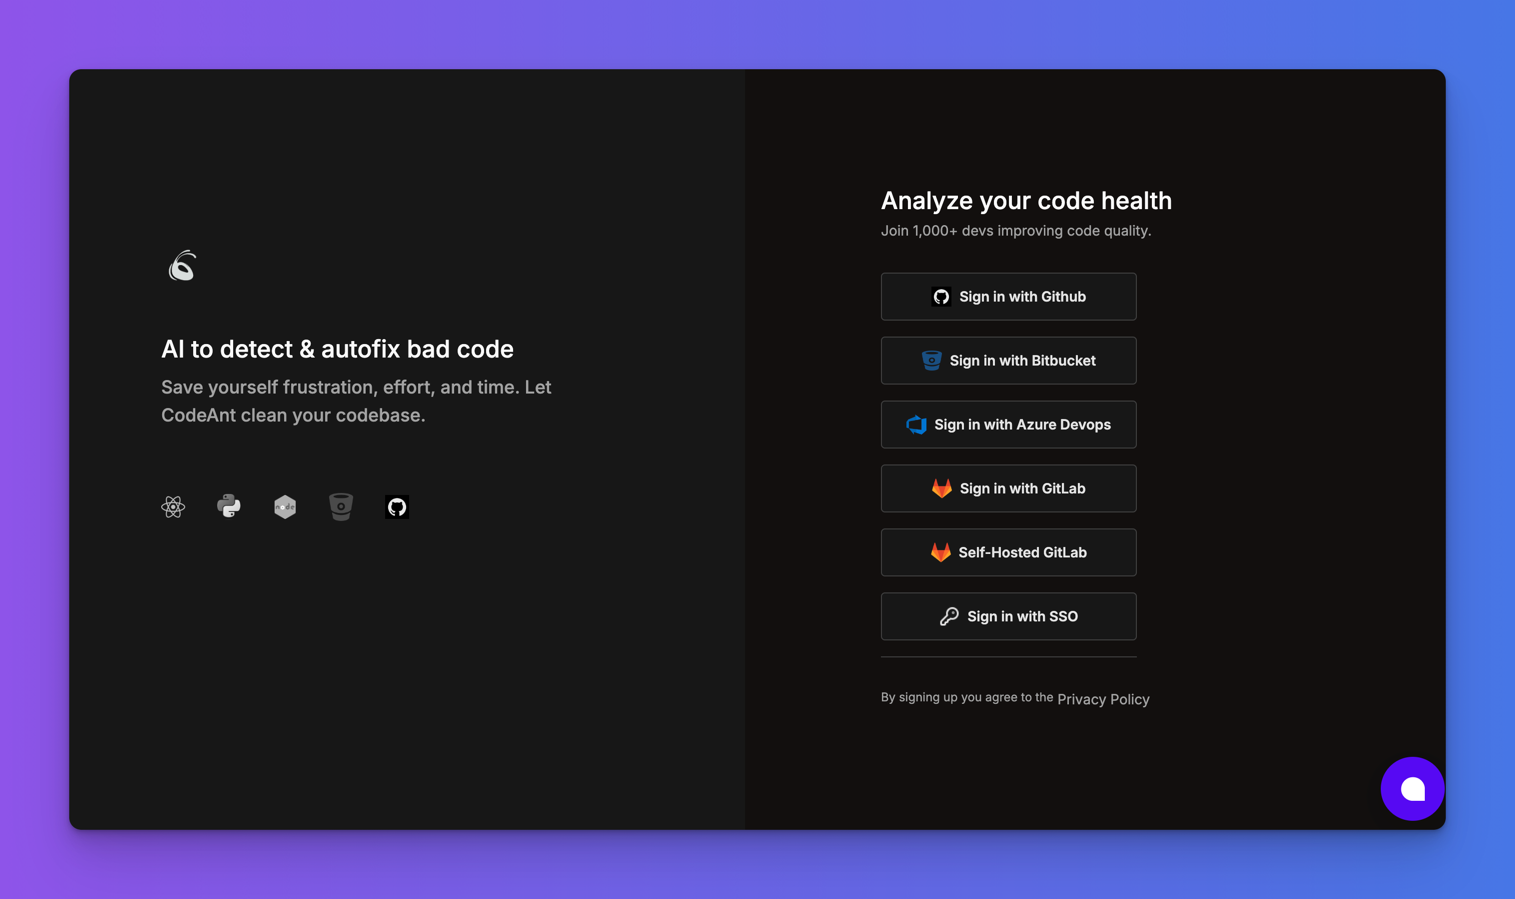 AI to detect & autofix bad code
Save yourself frustration, effort, and time. Let
CodeAnt clean your codebase.
node
Analyze your code health
Join 1,000+ devs improving code quality.
Sign in with Github
Sign in with Bitbucket
Sign in with Azure Devops
Sign in with GitLab
Self-Hosted GitLab
Sign in with SSO
By signing up you agree to the Privacy Policy